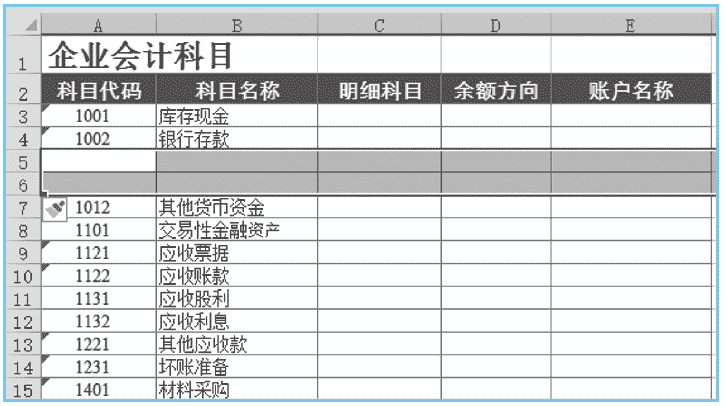 A B C D E
1 企业会计科目
2 科目代码 科目名称 明细科目 余额方向 账户名称
3 1001 库存现金
4 1002 银行存款
5
6
7 1012 其他货币资金
8 1101 交易性金融资产
9 1121 应收票据
10 1122 应收账款
11 1131 应收股利
12 1132 应收利息
13 1221 其他应收款
14 1231 坏账准备
15 1401 材料采购